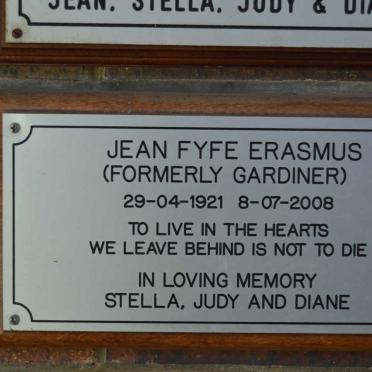 JEAN, STELLA, JUDY & DIA
JEAN FYFE ERASMUS
(FORMERLY GARDINER)
29-04-1921 8-07-2008
TO LIVE IN THE HEARTS
WE LEAVE BEHIND IS NOT TO DIE
IN LOVING MEMORY
STELLA, JUDY AND DIANE